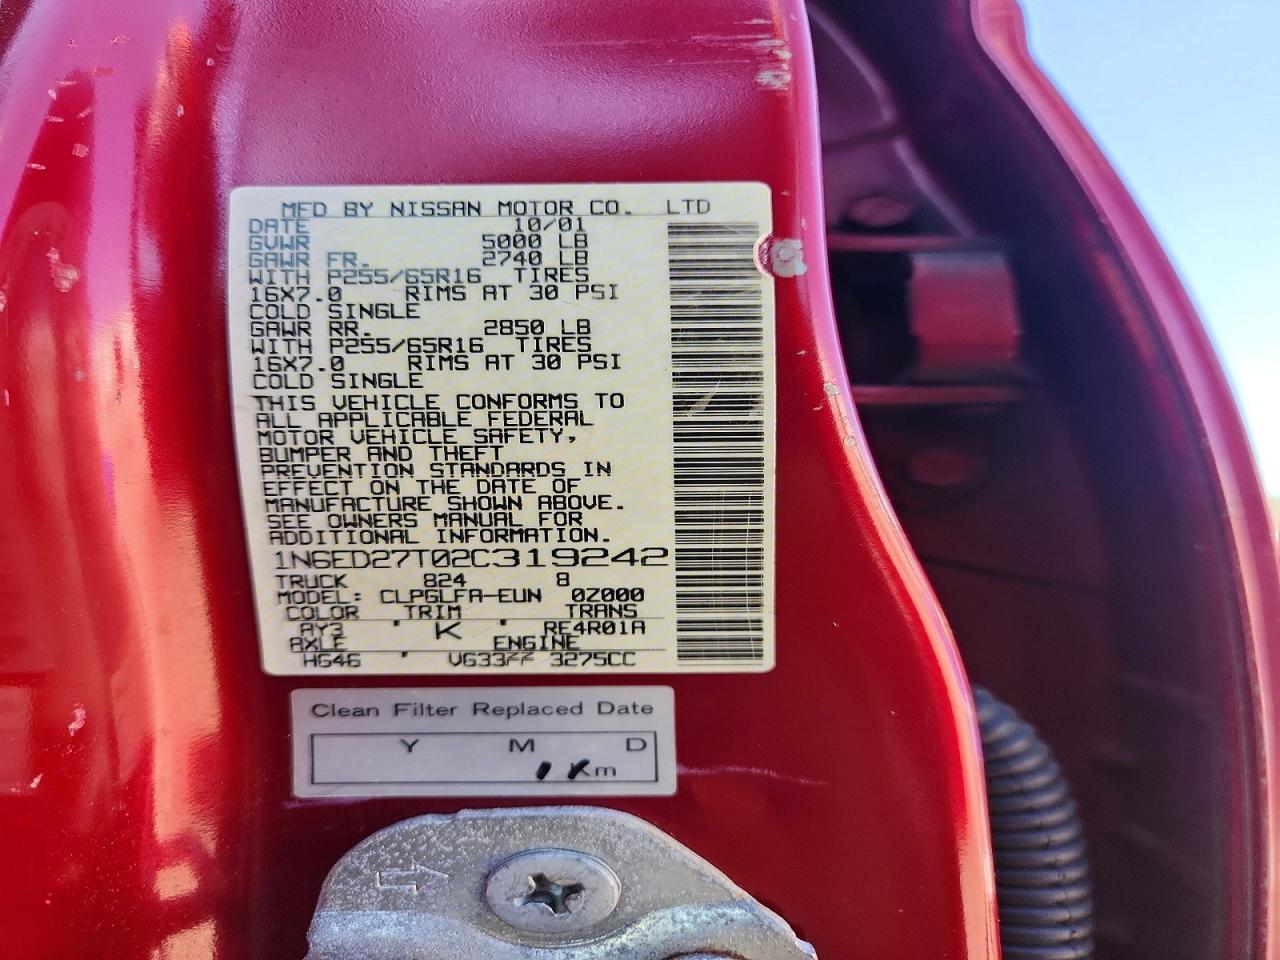 MFD BY NISSAN MOTOR CO. LTD
DATE 10/01
GVWR 5000 LB
GAWR FR. 2740 LB
WITH P255/65R16 TIRES
16X7.0 RIMS AT 30 PSI
COLD SINGLE
GAWR RR. 2850 LB
WITH P255/65R16 TIRES
16X7.0 RIMS AT 30 PSI
COLD SINGLE
THIS VEHICLE CONFORMS TO
ALL APPLICABLE FEDERAL
MOTOR VEHICLE SAFETY,
BUMPER AND THEFT
PREVENTION STANDARDS IN
EFFECT ON THE DATE OF
MANUFACTURE SHOWN ABOVE.
SEE OWNERS MANUAL FOR
ADDITIONAL INFORMATION.
1N6ED27T02C319242
TRUCK 824 8
MODEL: CLPGLFA-EUN 0Z000
COLOR TRIM TRANS
AY3 K RE4R01A
AXLE ENGINE
HG46 3275CC
Clean Filter Replaced Date
Y M D
Km